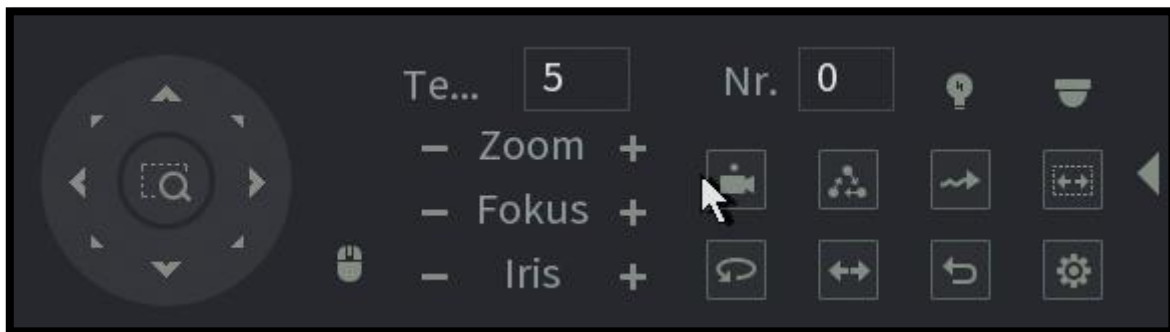 Te... 5 Nr. 0
− Zoom +
− Fokus +
− Iris +